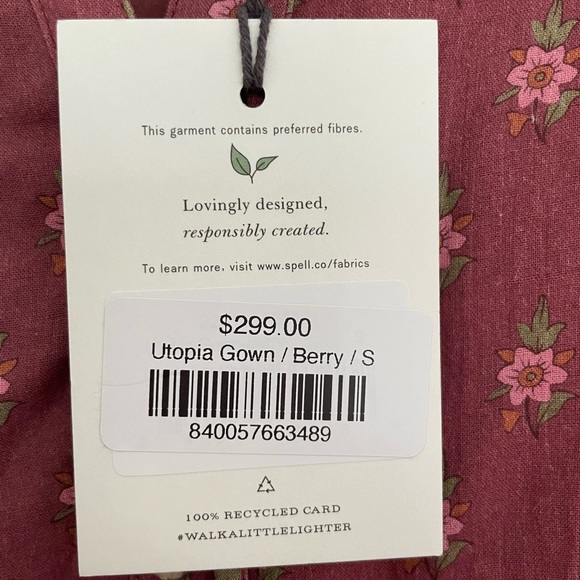 This garment contains preferred fibres.
Lovingly designed,
responsibly created.
To learn more, visit www.spell.co/fabrics
$299.00
Utopia Gown / Berry / S
840057663489
100% RECYCLED CARD
#WALKALITTLELIGHTER